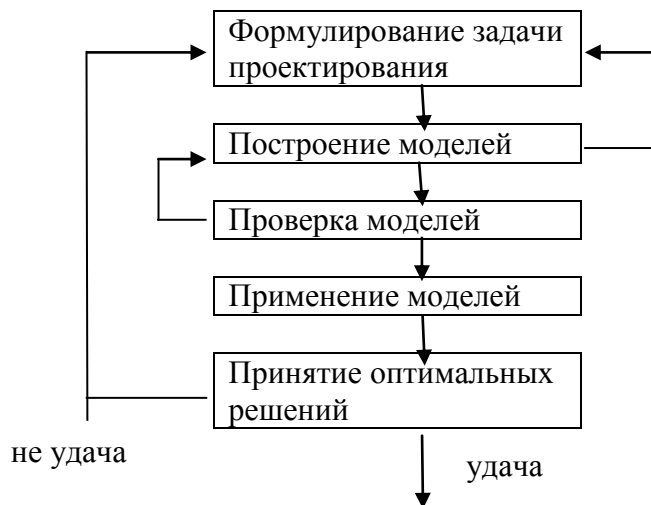 Формулирование задачи
проектирования
Построение моделей
Проверка моделей
Применение моделей
Принятие оптимальных
решений
не удача
удача